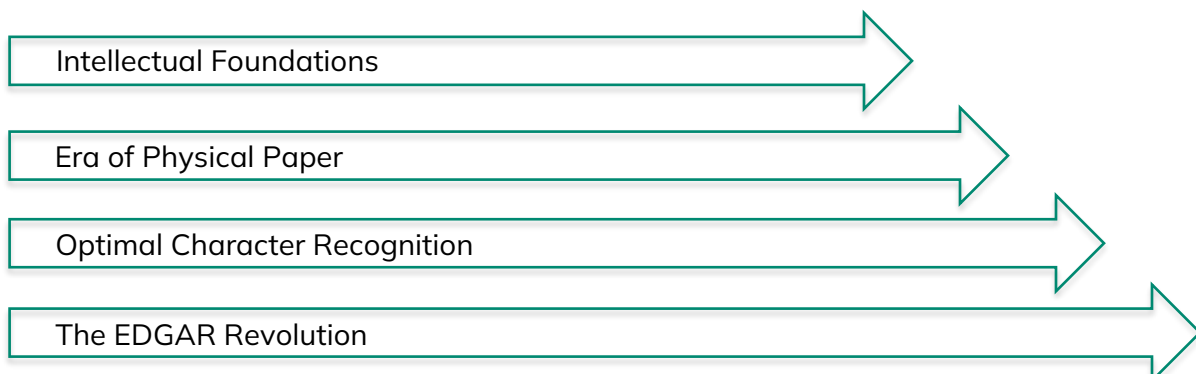 Intellectual Foundations
Era of Physical Paper
Optimal Character Recognition
The EDGAR Revolution